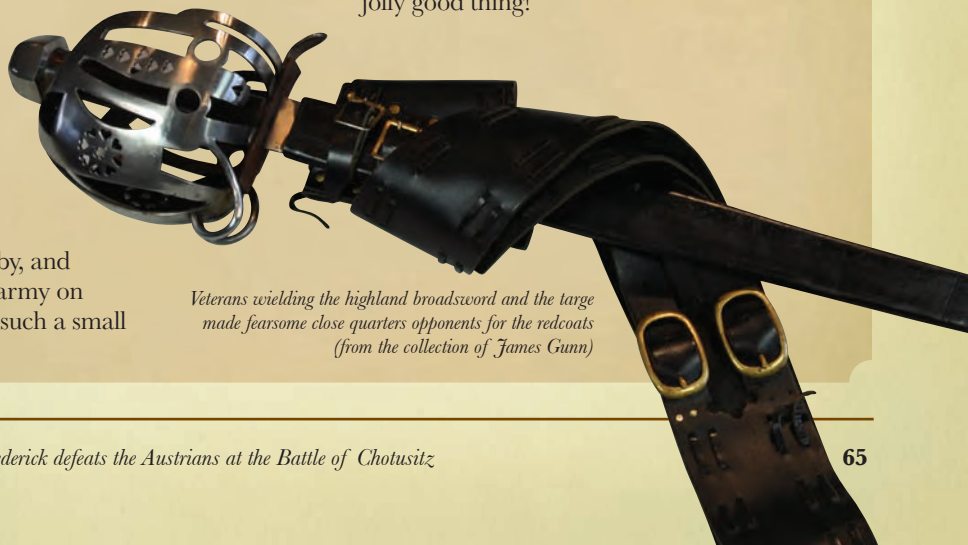 jolly good thing!
by, and
army on
such a small
Veterans wielding the highland broadsword and the targe
made fearsome close quarters opponents for the redcoats
(from the collection of James Gunn)
derick defeats the Austrians at the Battle of Chotusitz
65